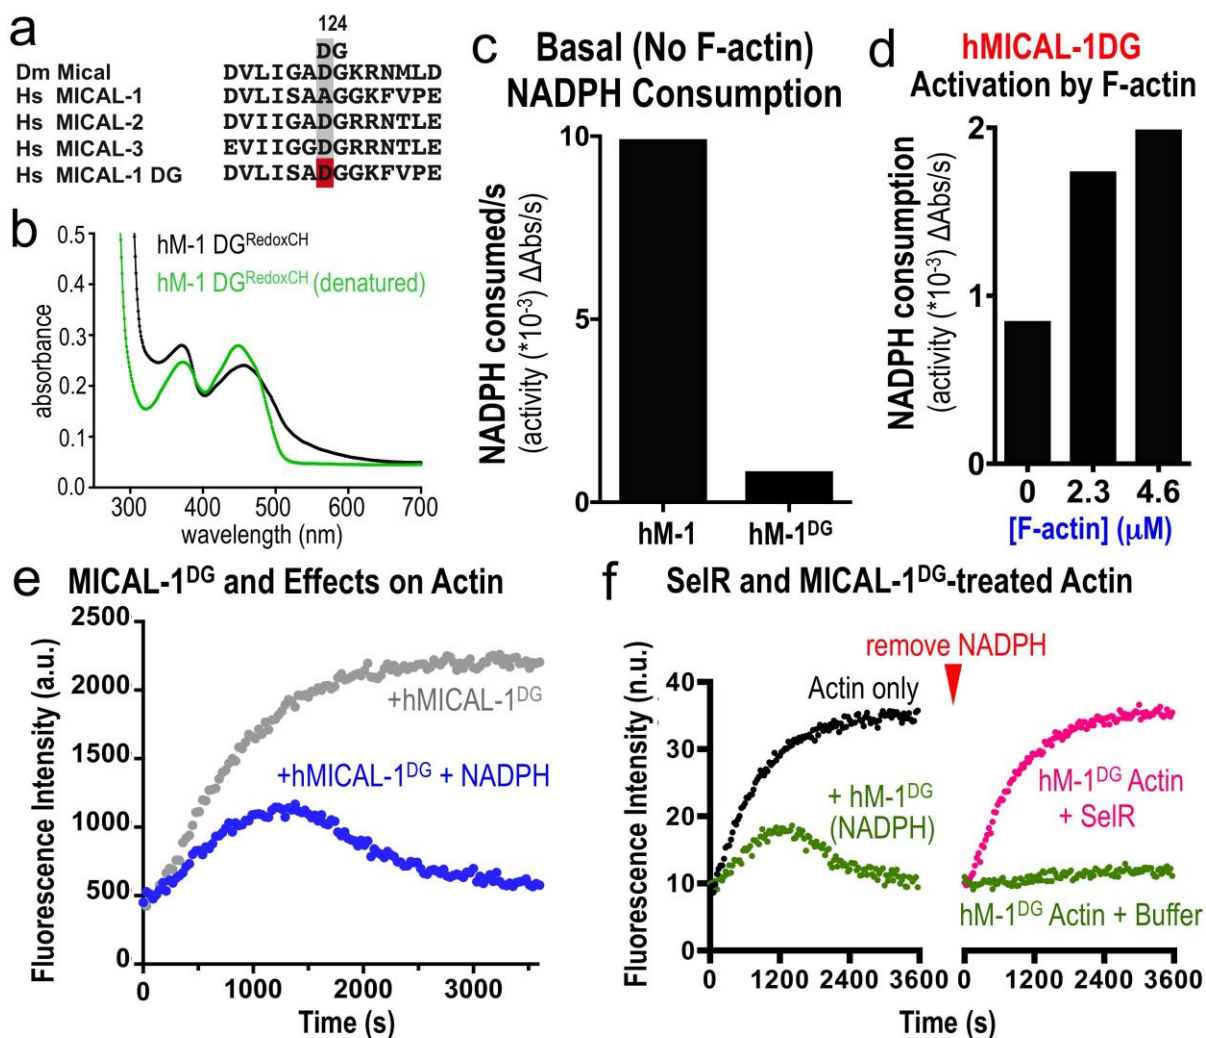 a
124
DG
Dm Mical DVLIGADGKRNMLD
Hs MICAL-1 DVLISAAGGKFVPE
Hs MICAL-2 DVIIGADGRRNTLE
Hs MICAL-3 EVIIGGDGRRNTLE
Hs MICAL-1 DG DVLISADGGKFVPE
b
hM-1 DG^RedoxCH
hM-1 DG^RedoxCH (denatured)
absorbance
0.5
0.4
0.3
0.2
0.1
0.0
300 400 500 600 700
wavelength (nm)
c
Basal (No F-actin)
NADPH Consumption
NADPH consumed/s
(activity (*10⁻³) ΔAbs/s)
10
5
0
hM-1 hM-1^DG
d
hMICAL-1DG
Activation by F-actin
NADPH consumption
(activity (*10⁻³) ΔAbs/s)
2
1
0
0 2.3 4.6
[F-actin] (μM)
e
MICAL-1^DG and Effects on Actin
Fluorescence Intensity (a.u.)
2500
2000
1500
1000
500
0
+hMICAL-1^DG
+hMICAL-1^DG + NADPH
0 1000 2000 3000
Time (s)
f
SelR and MICAL-1^DG-treated Actin
remove NADPH
Fluorescence Intensity (n.u.)
40
30
20
10
0
Actin only
+ hM-1^DG
(NADPH)
hM-1^DG Actin
+ SelR
hM-1^DG Actin + Buffer
0 1200 2400 3600
0 1200 2400 3600
Time (s)